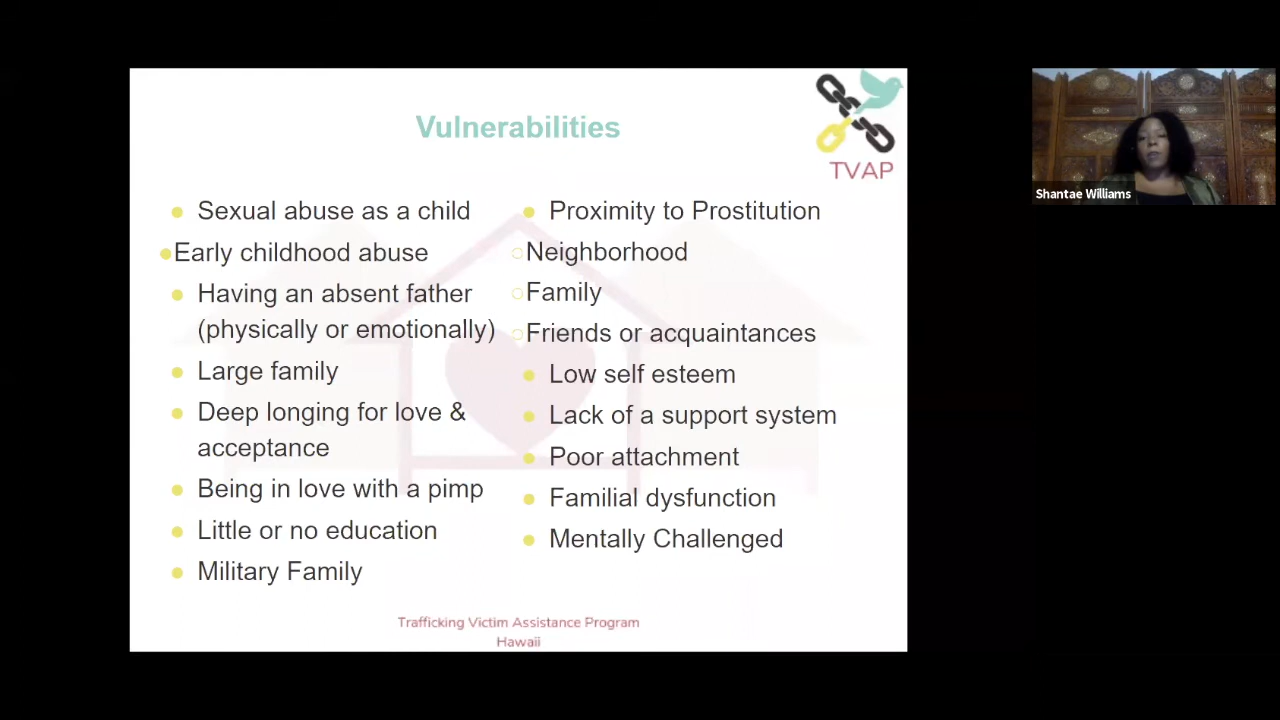 Vulnerabilities
TVAP
Sexual abuse as a child
Early childhood abuse
Having an absent father
(physically or emotionally)
Large family
Deep longing for love &
acceptance
Being in love with a pimp
Little or no education
Military Family
Proximity to Prostitution
Neighborhood
Family
Friends or acquaintances
Low self esteem
Lack of a support system
Poor attachment
Familial dysfunction
Mentally Challenged
Trafficking Victim Assistance Program
Hawaii
Shantae Williams